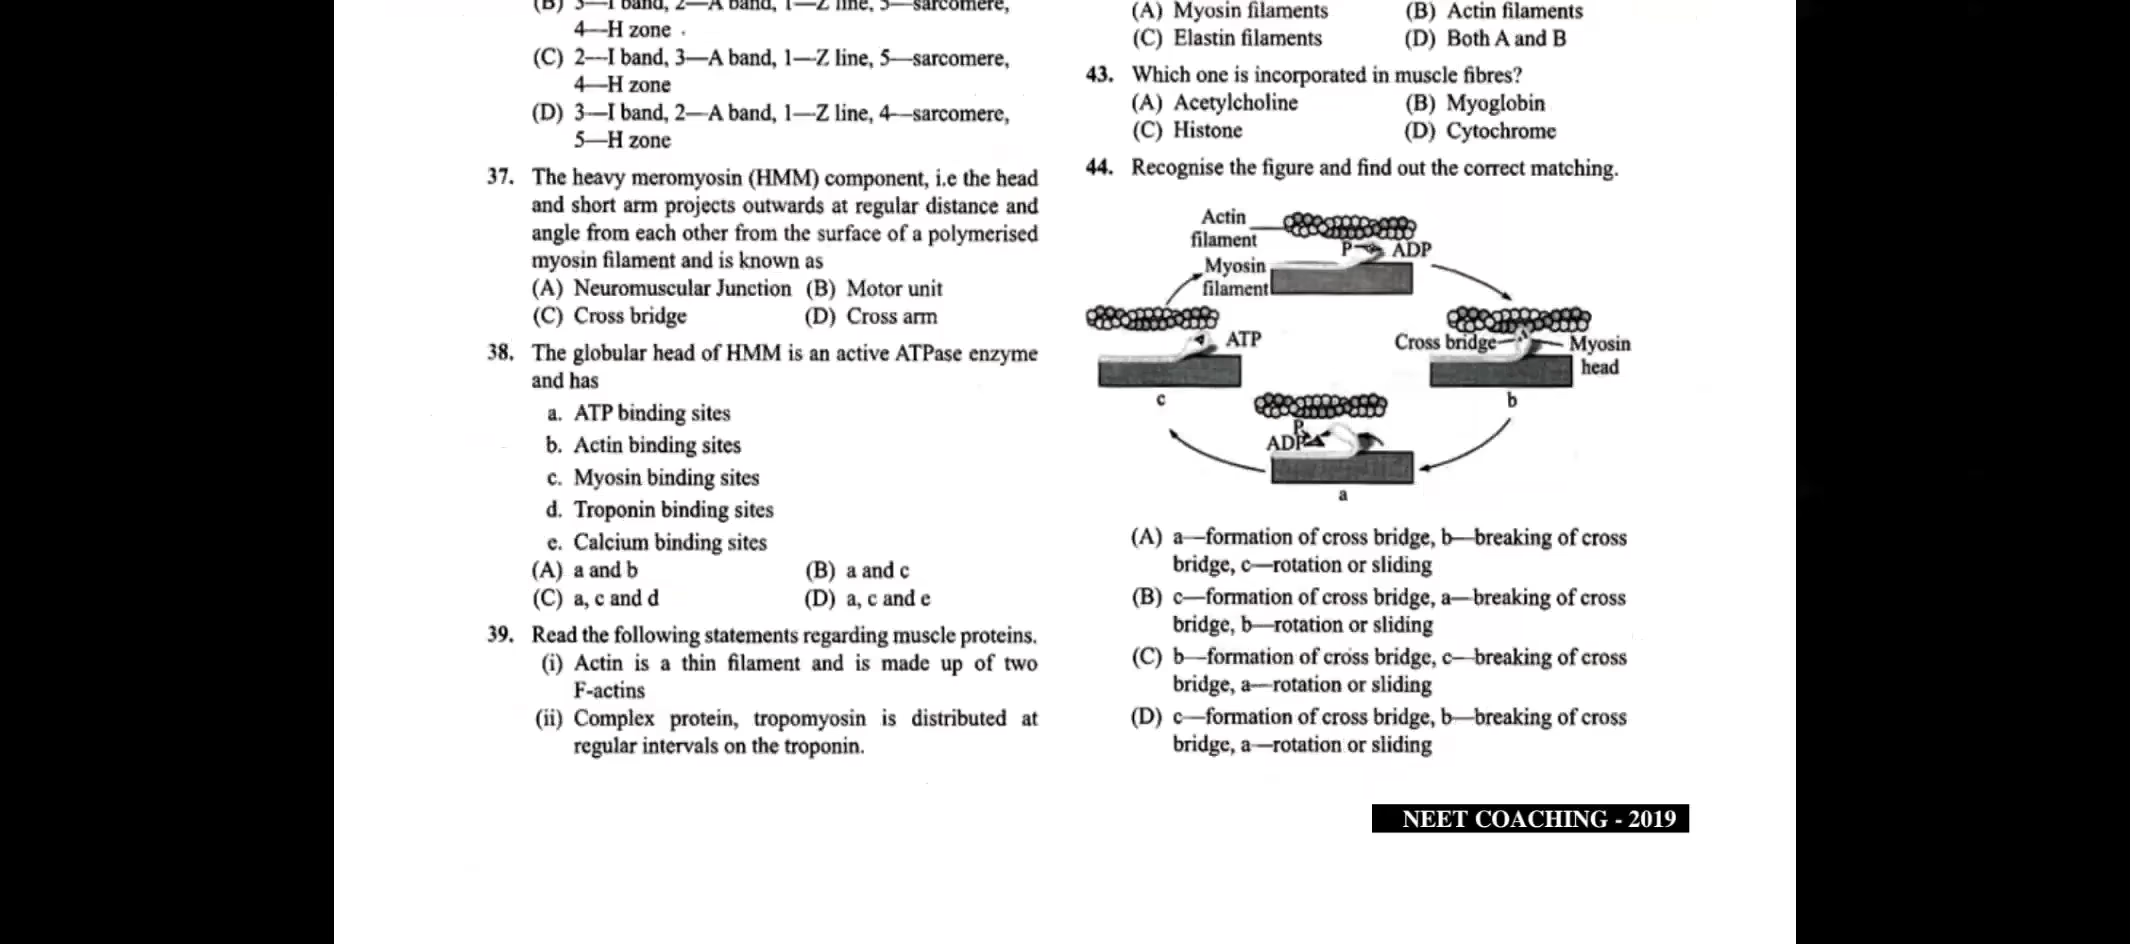 (B) 3—I band, 2—A band, 1—Z line, 5—sarcomere,
4—H zone
(C) 2—I band, 3—A band, 1—Z line, 5—sarcomere,
4—H zone
(D) 3—I band, 2—A band, 1—Z line, 4—sarcomere,
5—H zone
37. The heavy meromyosin (HMM) component, i.e the head
and short arm projects outwards at regular distance and
angle from each other from the surface of a polymerised
myosin filament and is known as
(A) Neuromuscular Junction (B) Motor unit
(C) Cross bridge (D) Cross arm
38. The globular head of HMM is an active ATPase enzyme
and has
a. ATP binding sites
b. Actin binding sites
c. Myosin binding sites
d. Troponin binding sites
e. Calcium binding sites
(A) a and b (B) a and c
(C) a, c and d (D) a, c and e
39. Read the following statements regarding muscle proteins.
(i) Actin is a thin filament and is made up of two
F-actins
(ii) Complex protein, tropomyosin is distributed at
regular intervals on the troponin.
(A) Myosin filaments (B) Actin filaments
(C) Elastin filaments (D) Both A and B
43. Which one is incorporated in muscle fibres?
(A) Acetylcholine (B) Myoglobin
(C) Histone (D) Cytochrome
44. Recognise the figure and find out the correct matching.
Actin
filament
P ADP
Myosin
filament
ATP
Cross bridge
Myosin
head
c
b
P
ADP
a
(A) a—formation of cross bridge, b—breaking of cross
bridge, c—rotation or sliding
(B) c—formation of cross bridge, a—breaking of cross
bridge, b—rotation or sliding
(C) b—formation of cross bridge, c—breaking of cross
bridge, a—rotation or sliding
(D) c—formation of cross bridge, b—breaking of cross
bridge, a—rotation or sliding
NEET COACHING - 2019